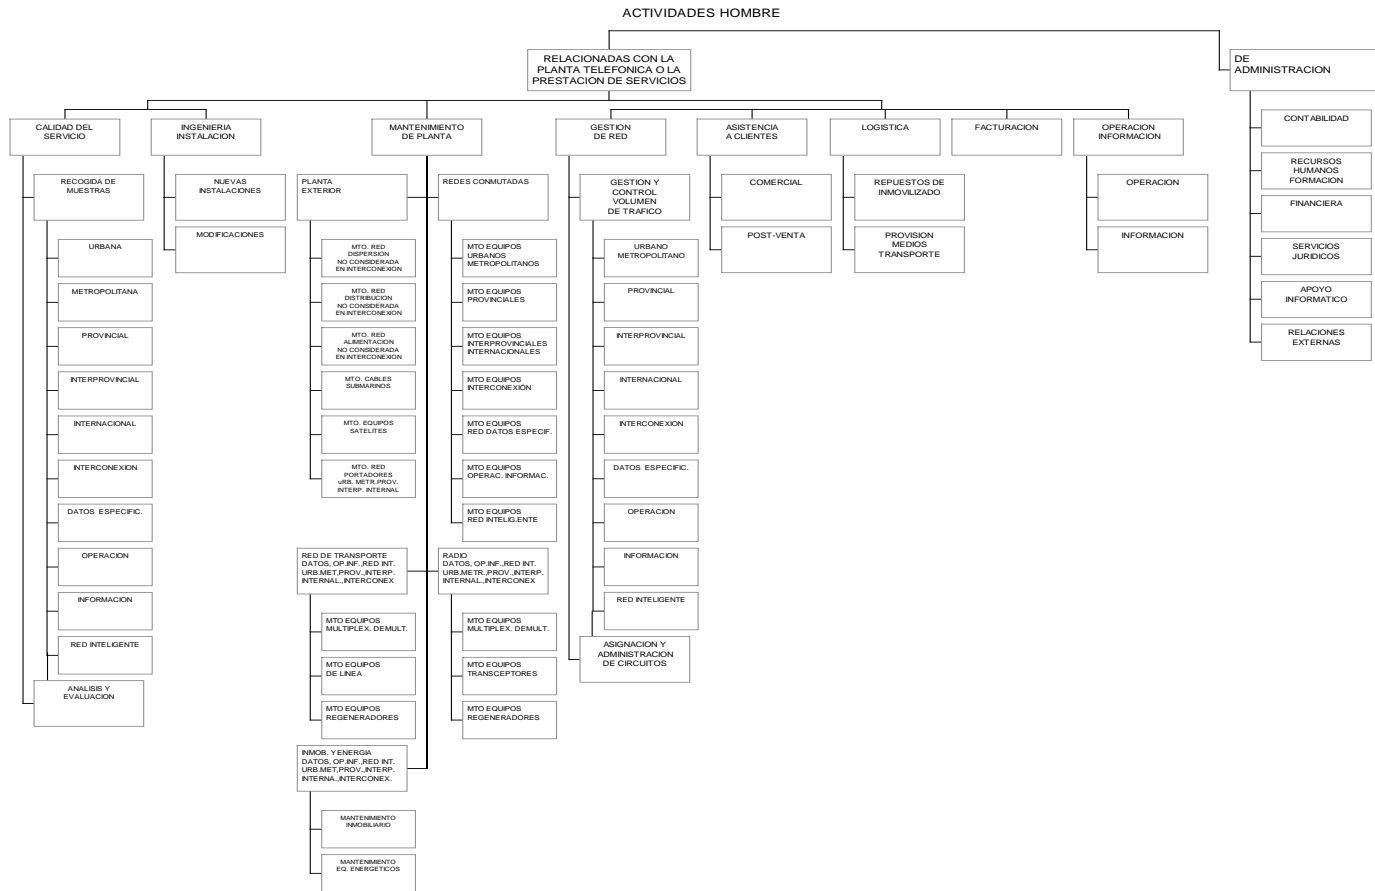 ACTIVIDADES HOMBRE
RELACIONADAS CON LA
PLANTA TELEFONICA O LA
PRESTACION DE SERVICIOS
DE
ADMINISTRACION
CALIDAD DEL
SERVICIO
RECOGIDA DE
MUESTRAS
URBANA
METROPOLITANA
PROVINCIAL
INTERPROVINCIAL
INTERNACIONAL
INTERCONEXION
DATOS ESPECIFIC.
OPERACION
INFORMACION
RED INTELIGENTE
ANALISIS Y
EVALUACION
INGENIERIA
INSTALACION
NUEVAS
INSTALACIONES
MODIFICACIONES
MANTENIMIENTO
DE PLANTA
PLANTA
EXTERIOR
MTO. RED
DISPERSIÓN
NO CONSIDERADA
EN INTERCONEXION
MTO. RED
DISTRIBUCION
NO CONSIDERADA
EN INTERCONEXION
MTO. RED
ALIMENTACION
NO CONSIDERADA
EN INTERCONEXION
MTO. CABLES
SUBMARINOS
MTO. EQUIPOS
SATELITES
MTO. RED
PORTADORES
uRB. METR.PROV.
INTERP. INTERNAL
REDES CONMUTADAS
MTO EQUIPOS
URBANOS
METROPOLITANOS
MTO EQUIPOS
PROVINCIALES
MTO EQUIPOS
INTERPROVINCIALES
INTERNACIONALES
MTO EQUIPOS
INTERCONEXIÓN
MTO EQUIPOS
RED DATOS ESPECIF.
MTO EQUIPOS
OPERAC. INFORMAC.
MTO EQUIPOS
RED INTELIG.ENTE
RED DE TRANSPORTE
DATOS, OP.INF.,RED INT.
URB.MET,PROV.,INTERP.
INTERNAL.,INTERCONEX
MTO EQUIPOS
MULTIPLEX. DEMULT.
MTO EQUIPOS
DE LINEA
MTO EQUIPOS
REGENERADORES
RADIO
DATOS, OP.INF.,RED INT.
URB.METR.,PROV.,INTERP.
INTERNAL.,INTERCONEX
MTO EQUIPOS
MULTIPLEX. DEMULT.
MTO EQUIPOS
TRANSCEPTORES
MTO EQUIPOS
REGENERADORES
INMOB. Y ENERGIA
DATOS, OP.INF.,RED INT.
URB.MET,PROV.,INTERP.
INTERNA.,INTERCONEX.
MANTENIMIENTO
INMOBILIARIO
MANTENIMIENTO
EQ. ENERGETICOS
GESTION
DE RED
GESTION Y
CONTROL
VOLUMEN
DE TRAFICO
URBANO
METROPOLITANO
PROVINCIAL
INTERPROVINCIAL
INTERNACIONAL
INTERCONEXION
DATOS ESPECIFIC.
OPERACION
INFORMACION
RED INTELIGENTE
ASIGNACION Y
ADMINISTRACION
DE CIRCUITOS
ASISTENCIA
A CLIENTES
COMERCIAL
POST-VENTA
LOGISTICA
REPUESTOS DE
INMOVILIZADO
PROVISION
MEDIOS
TRANSPORTE
FACTURACION
OPERACION
INFORMACION
OPERACION
INFORMACION
CONTABILIDAD
RECURSOS
HUMANOS
FORMACION
FINANCIERA
SERVICIOS
JURIDICOS
APOYO
INFORMATICO
RELACIONES
EXTERNAS